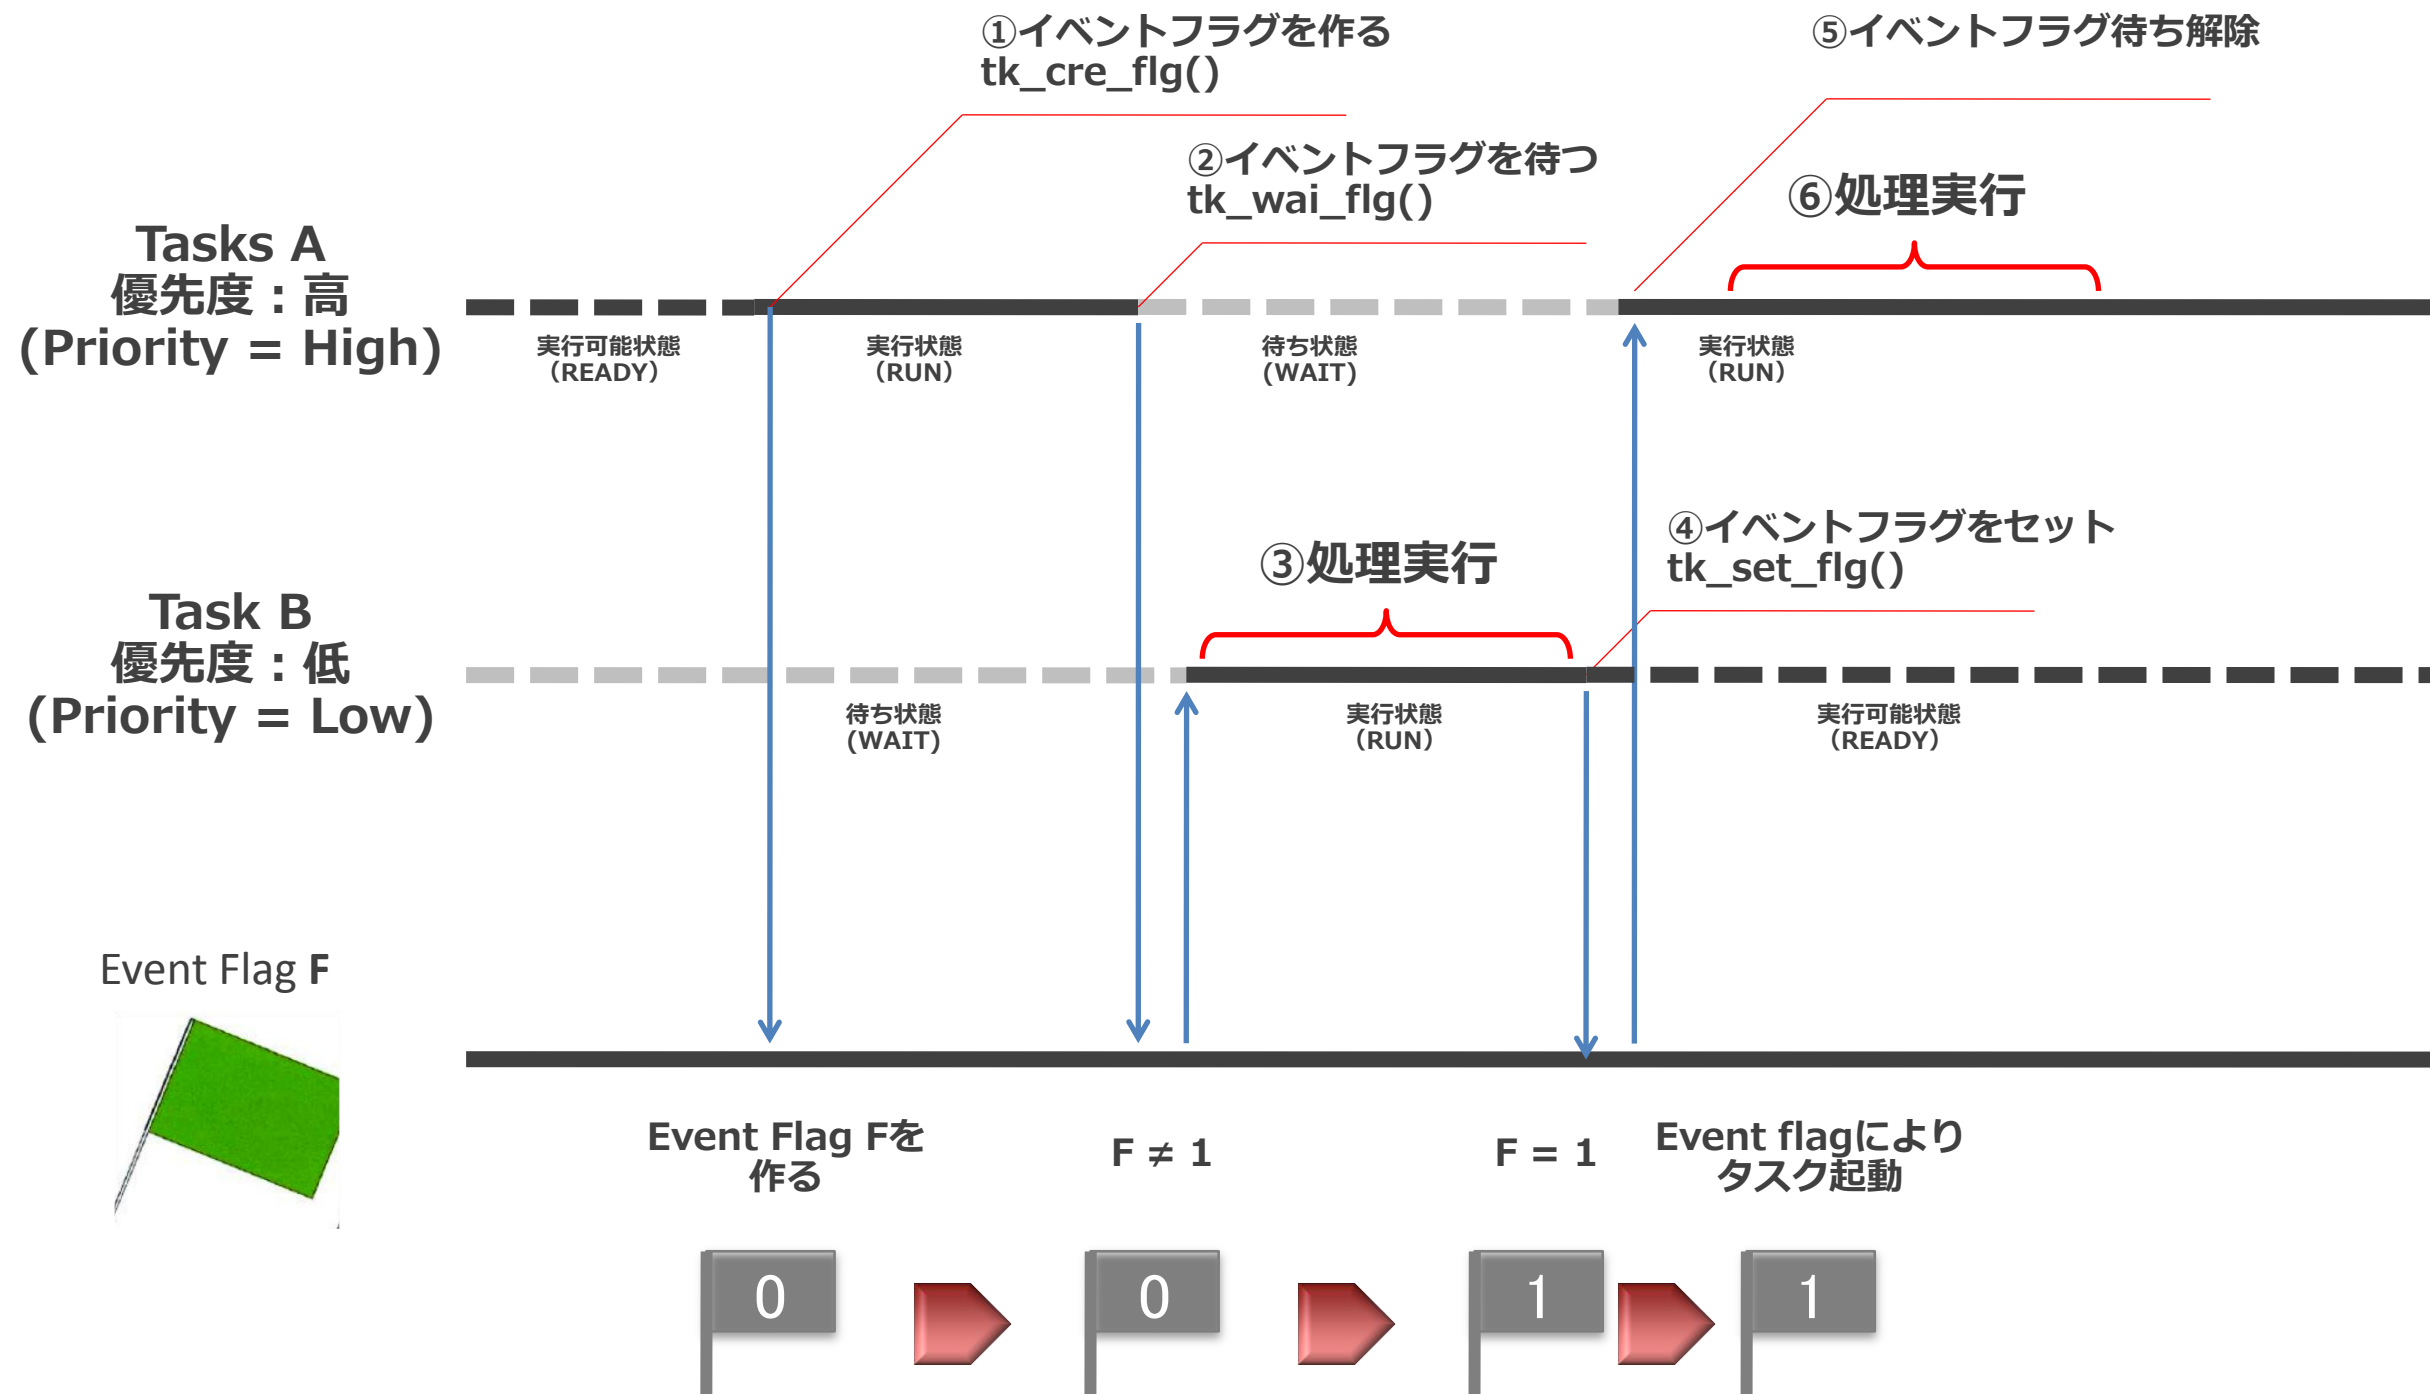 ①イベントフラグを作る
tk_cre_flg()
⑤イベントフラグ待ち解除
②イベントフラグを待つ
tk_wai_flg()
⑥処理実行
Tasks A
優先度：高
(Priority = High)
実行可能状態
（READY）
実行状態
（RUN）
待ち状態
(WAIT)
実行状態
（RUN）
④イベントフラグをセット
tk_set_flg()
③処理実行
Task B
優先度：低
(Priority = Low)
待ち状態
(WAIT)
実行状態
（RUN）
実行可能状態
（READY）
Event Flag F
Event Flag Fを
作る
F ≠ 1
F = 1
Event flagにより
タスク起動
0
0
1
1